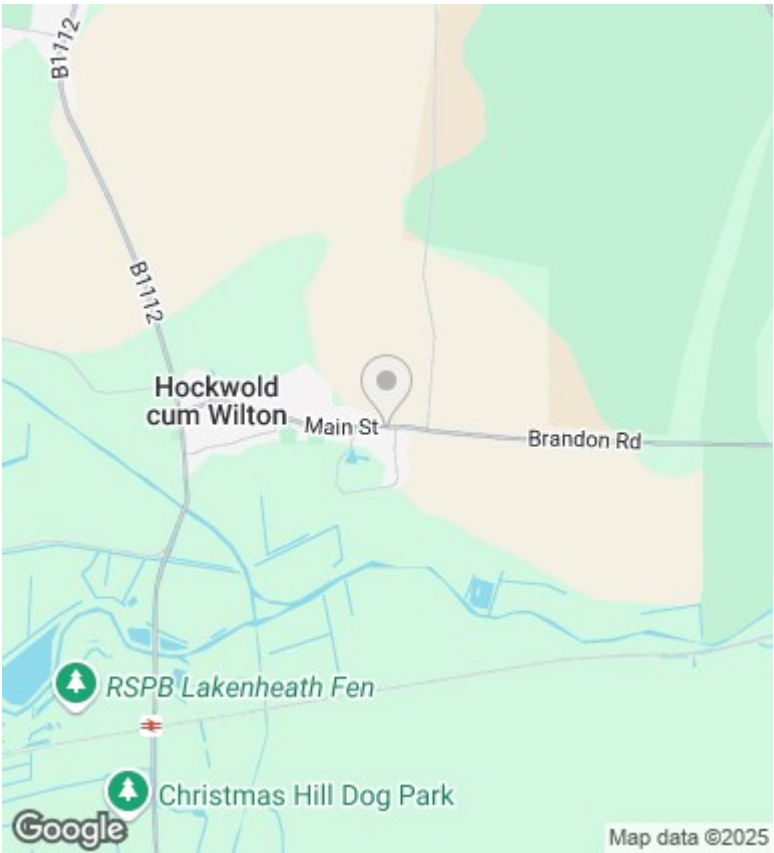 B1112
B1112
Hockwold
cum Wilton
Main St
Brandon Rd
RSPB Lakenheath Fen
Christmas Hill Dog Park
Google
Map data ©2025